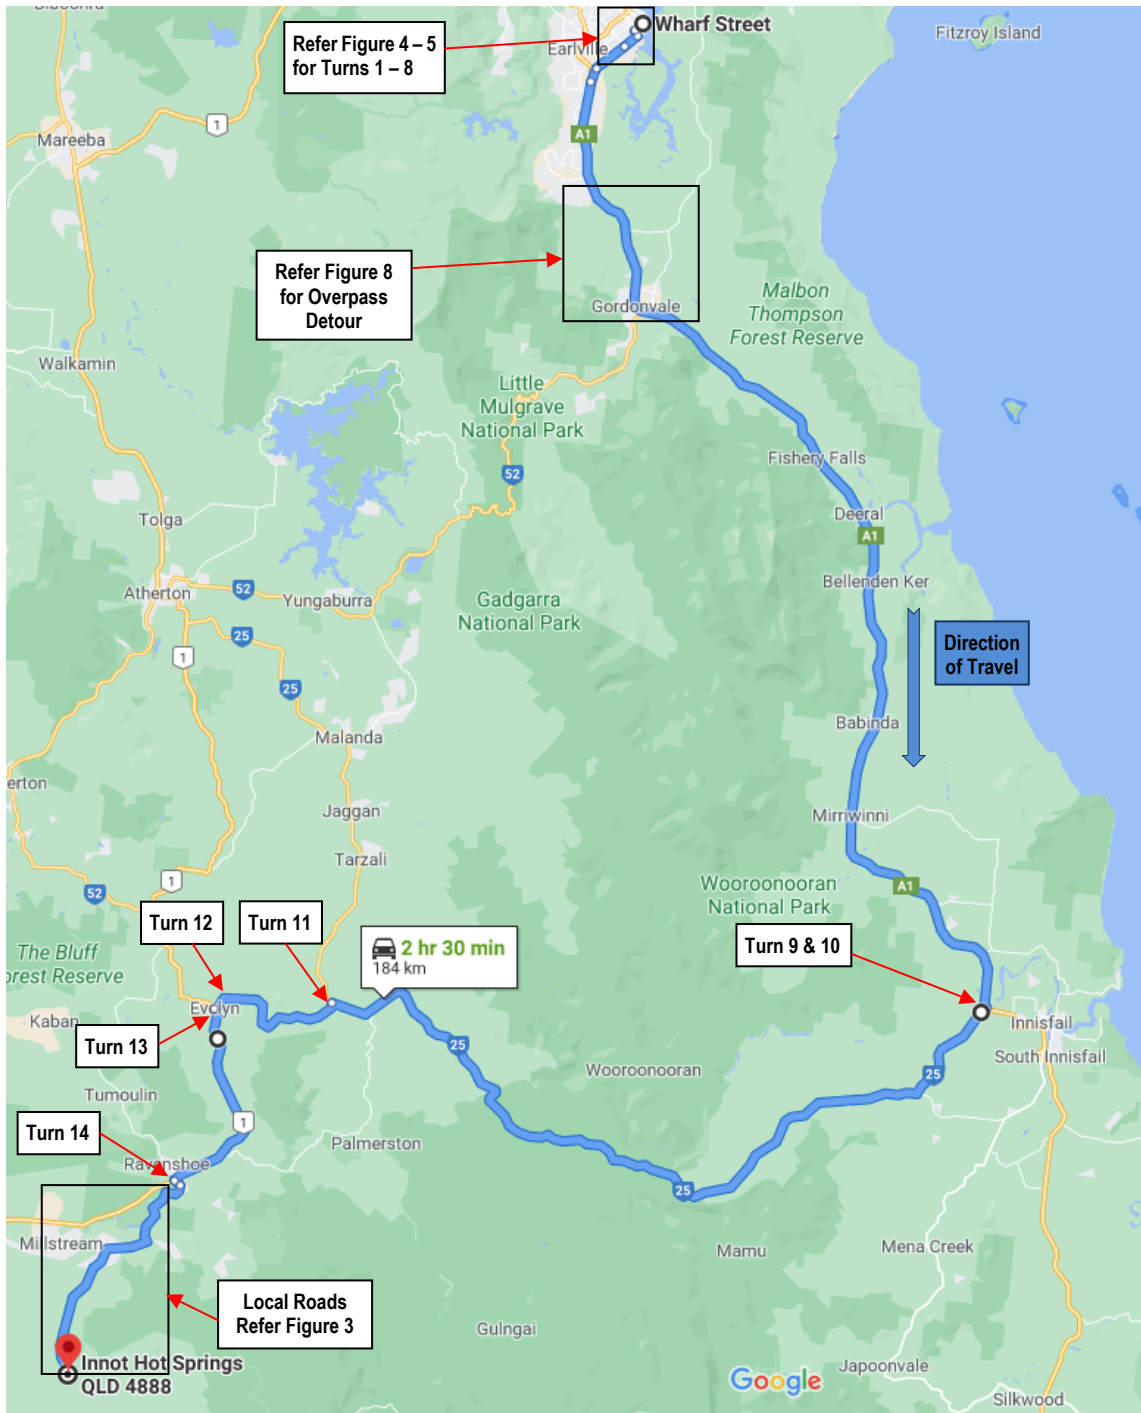 Biboohra
Wharf Street
Fitzroy Island
Refer Figure 4 – 5
for Turns 1 – 8
Earlville
1
Mareeba
A1
Refer Figure 8
for Overpass
Detour
Gordonvale
Malbon
Thompson
Forest Reserve
Walkamin
Little
Mulgrave
National Park
Fishery Falls
52
Tolga
Deeral
A1
Bellenden Ker
Atherton
52
Yungaburra
Gadgarra
National Park
25
Direction
of Travel
1
25
Babinda
Malanda
erton
Jaggan
Mirriwinni
Tarzali
1
52
A1
Wooroonooran
National Park
Turn 12
Turn 11
2 hr 30 min
184 km
Turn 9 & 10
The Bluff
orest Reserve
Evelyn
Kaban
Innisfail
Turn 13
25
South Innisfail
Wooroonooran
25
Tumoulin
1
Turn 14
Palmerston
Ravenshoe
25
Millstream
Mamu
Mena Creek
Local Roads
Refer Figure 3
Gulngai
Innot Hot Springs
QLD 4888
Google
Japoonvale
Silkwood